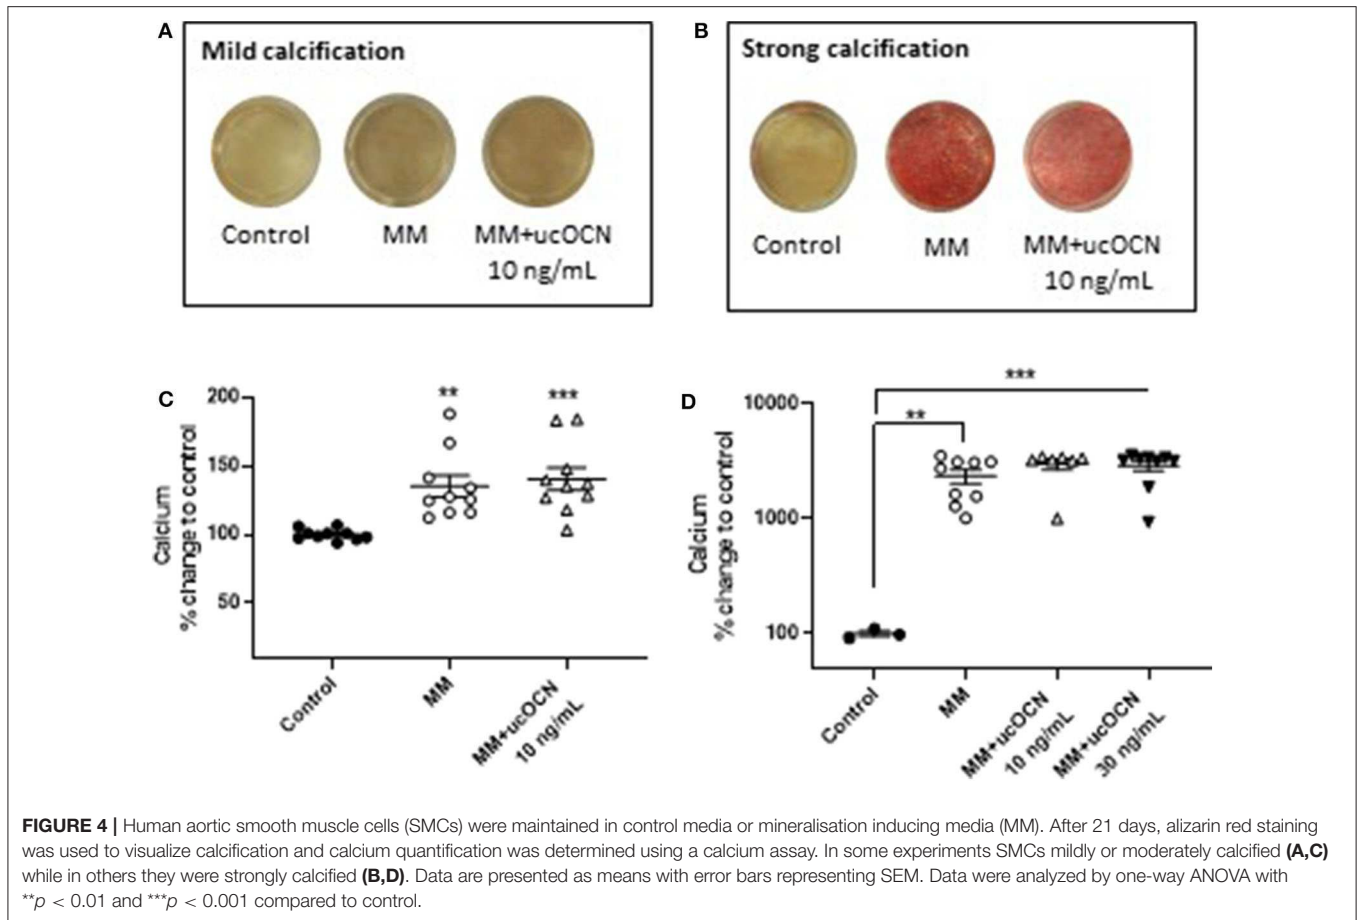 A
Mild calcification
Control
MM
MM+ucOCN
10 ng/mL
B
Strong calcification
Control
MM
MM+ucOCN
10 ng/mL
C
Calcium
% change to control
200
150
100
50
**
***
Control
MM
MM+ucOCN
10 ng/mL
D
Calcium
% change to control
10000
1000
100
**
***
Control
MM
MM+ucOCN
10 ng/mL
MM+ucOCN
30 ng/mL
FIGURE 4 | Human aortic smooth muscle cells (SMCs) were maintained in control media or mineralisation inducing media (MM). After 21 days, alizarin red staining
was used to visualize calcification and calcium quantification was determined using a calcium assay. In some experiments SMCs mildly or moderately calcified (A,C)
while in others they were strongly calcified (B,D). Data are presented as means with error bars representing SEM. Data were analyzed by one-way ANOVA with
**p < 0.01 and ***p < 0.001 compared to control.